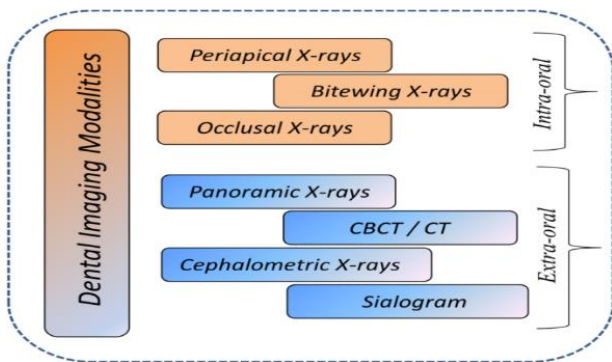 Dental Imaging Modalities
Periapical X-rays
Bitewing X-rays
Occlusal X-rays
Intra-oral
Panoramic X-rays
CBCT / CT
Cephalometric X-rays
Sialogram
Extra-oral